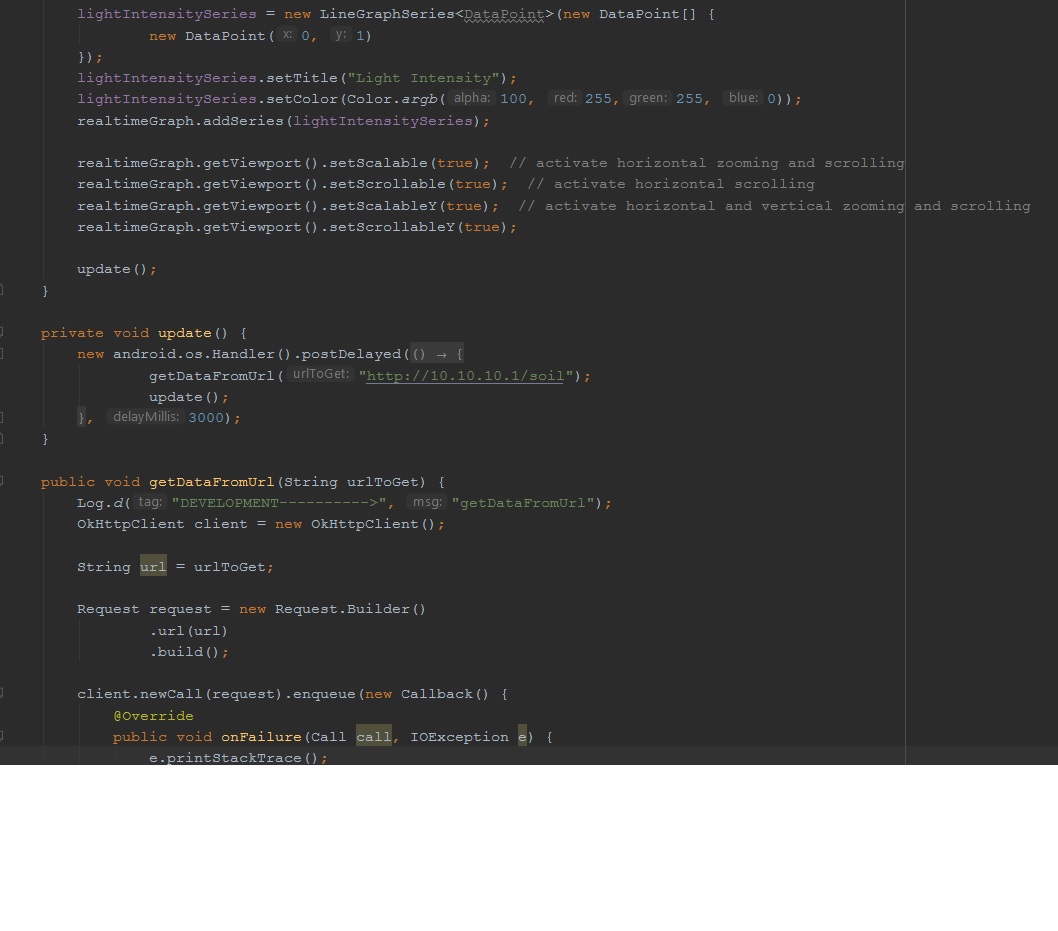 lightIntensitySeries = new LineGraphSeries<DataPoint>(new DataPoint[] {
new DataPoint( x: 0, y: 1)
});
lightIntensitySeries.setTitle("Light Intensity");
lightIntensitySeries.setColor(Color.argb( alpha: 100, red: 255, green: 255, blue: 0));
realtimeGraph.addSeries(lightIntensitySeries);
realtimeGraph.getViewport().setScalable(true); // activate horizontal zooming and scrolling
realtimeGraph.getViewport().setScrollable(true); // activate horizontal scrolling
realtimeGraph.getViewport().setScalableY(true); // activate horizontal and vertical zooming and scrolling
realtimeGraph.getViewport().setScrollableY(true);
update();
}
private void update() {
new android.os.Handler().postDelayed(() → {
getDataFromUrl( urlToGet: "http://10.10.10.1/soil");
update();
}, delayMillis: 3000);
}
public void getDataFromUrl(String urlToGet) {
Log.d( tag: "DEVELOPMENT---------->", msg: "getDataFromUrl");
OkHttpClient client = new OkHttpClient();
String url = urlToGet;
Request request = new Request.Builder()
.url(url)
.build();
client.newCall(request).enqueue(new Callback() {
@Override
public void onFailure(Call call, IOException e) {
e.printStackTrace();